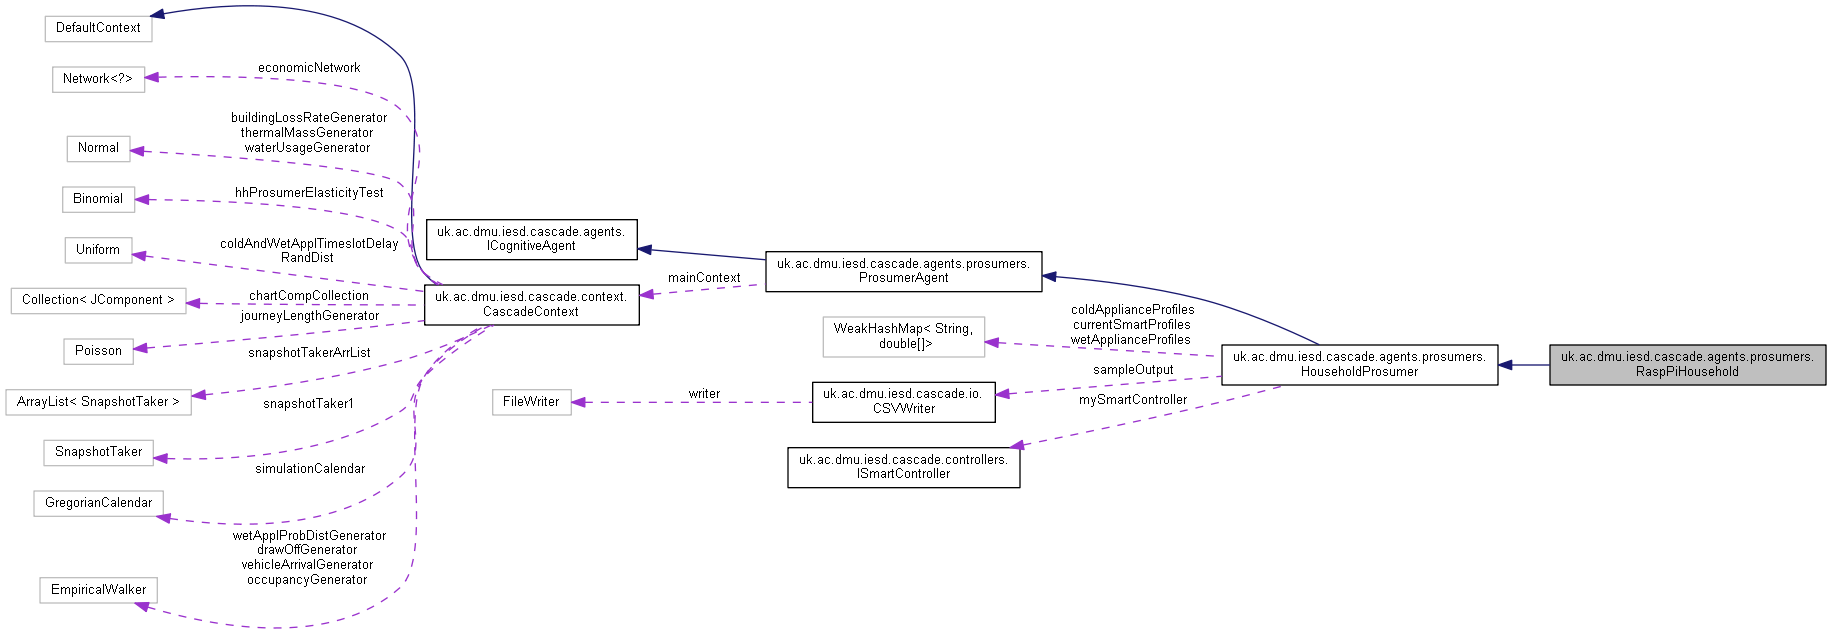 DefaultContext
economicNetwork
Network<?>
buildingLossRateGenerator
thermalMassGenerator
waterUsageGenerator
Normal
hhProsumerElasticityTest
Binomial
coldAndWetApplTimeslotDelay
RandDist
Uniform
chartCompCollection
Collection< JComponent >
journeyLengthGenerator
Poisson
snapshotTakerArrList
ArrayList< SnapshotTaker >
snapshotTaker1
SnapshotTaker
simulationCalendar
GregorianCalendar
wetApplProbDistGenerator
drawOffGenerator
vehicleArrivalGenerator
occupancyGenerator
EmpiricalWalker
uk.ac.dmu.iesd.cascade.agents.
ICognitiveAgent
uk.ac.dmu.iesd.cascade.context.
CascadeContext
mainContext
uk.ac.dmu.iesd.cascade.agents.prosumers.
ProsumerAgent
WeakHashMap< String,
double[]>
coldApplianceProfiles
currentSmartProfiles
wetApplianceProfiles
FileWriter
writer
uk.ac.dmu.iesd.cascade.io.
CSVWriter
sampleOutput
mySmartController
uk.ac.dmu.iesd.cascade.controllers.
ISmartController
uk.ac.dmu.iesd.cascade.agents.prosumers.
HouseholdProsumer
uk.ac.dmu.iesd.cascade.agents.prosumers.
RaspPiHousehold